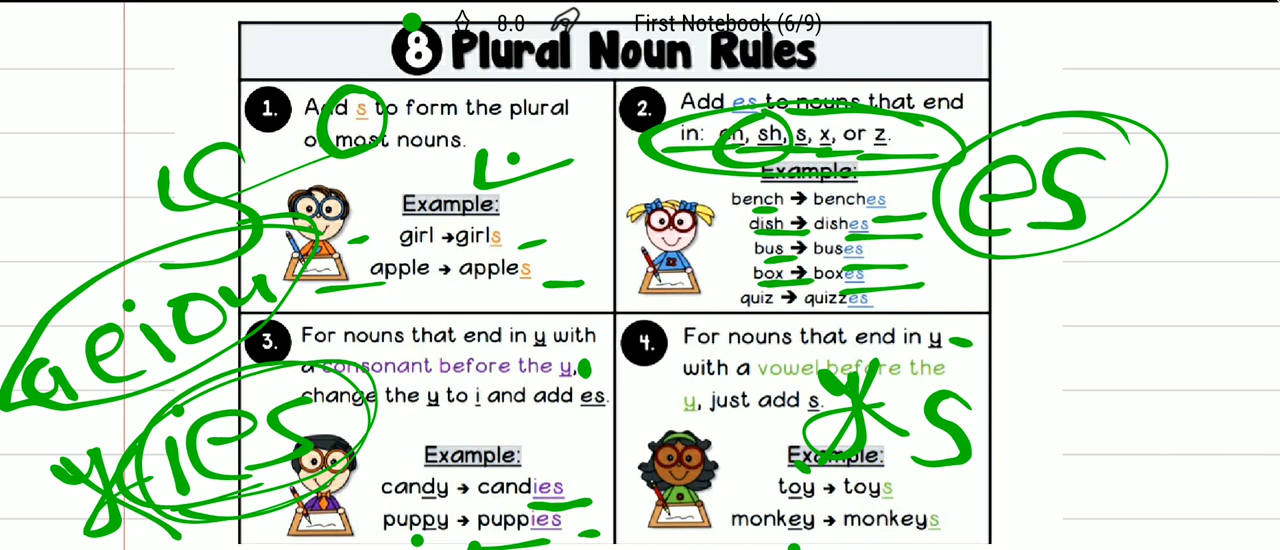 8.0 First Notebook (6/9)
8 Plural Noun Rules
1. Add s to form the plural
of most nouns.
Example:
girl →girls
apple → apples
2. Add es to nouns that end
in: ch, sh, s, x, or z.
Example:
bench → benches
dish → dishes
bus → buses
box → boxes
quiz → quizzes
es
S
aeiou
3. For nouns that end in y with
a consonant before the y,
change the y to i and add es.
Example:
candy → candies
puppy → puppies
y ies
4. For nouns that end in y
with a vowel before the
y, just add s.
Example:
toy → toys
monkey → monkeys
y s